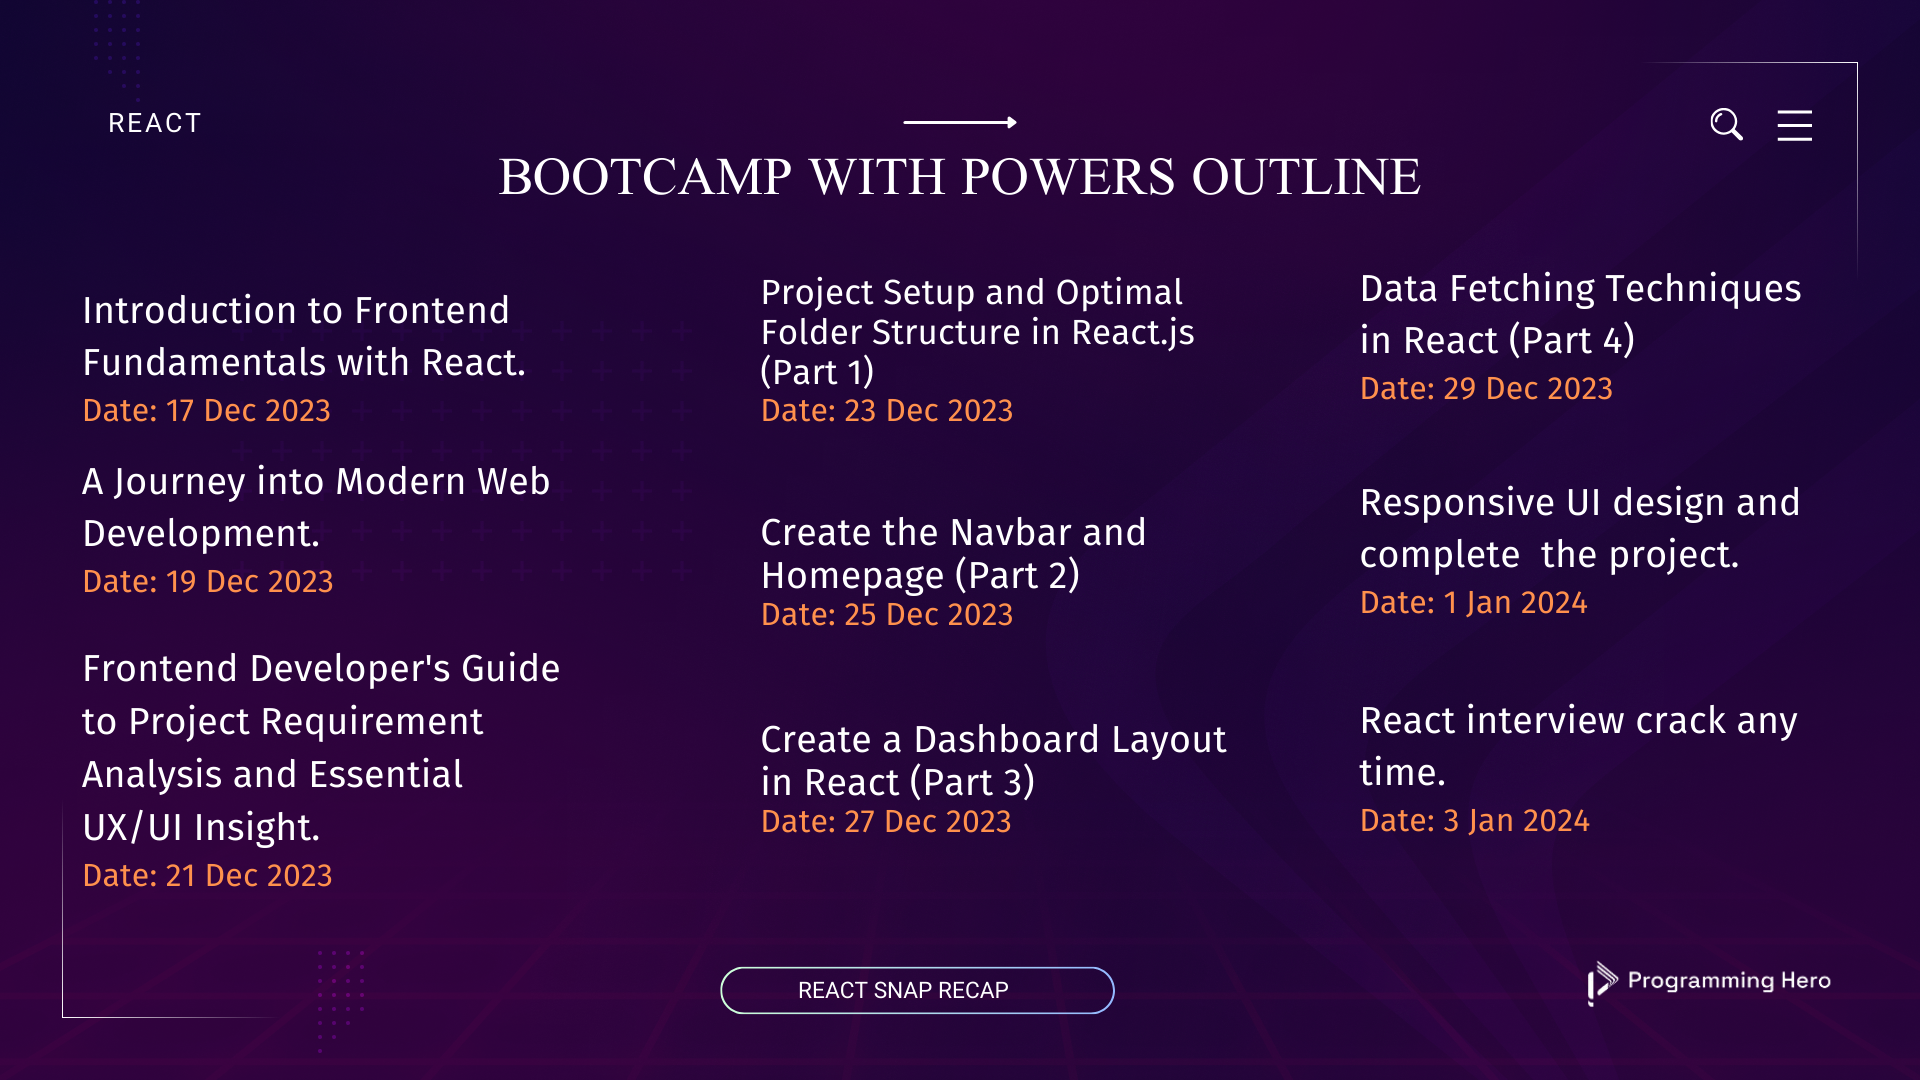 REACT
BOOTCAMP WITH POWERS OUTLINE
Introduction to Frontend
Fundamentals with React.
Date: 17 Dec 2023
A Journey into Modern Web
Development.
Date: 19 Dec 2023
Frontend Developer's Guide
to Project Requirement
Analysis and Essential
UX/UI Insight.
Date: 21 Dec 2023
Project Setup and Optimal
Folder Structure in React.js
(Part 1)
Date: 23 Dec 2023
Create the Navbar and
Homepage (Part 2)
Date: 25 Dec 2023
Create a Dashboard Layout
in React (Part 3)
Date: 27 Dec 2023
Data Fetching Techniques
in React (Part 4)
Date: 29 Dec 2023
Responsive UI design and
complete  the project.
Date: 1 Jan 2024
React interview crack any
time.
Date: 3 Jan 2024
REACT SNAP RECAP
Programming Hero